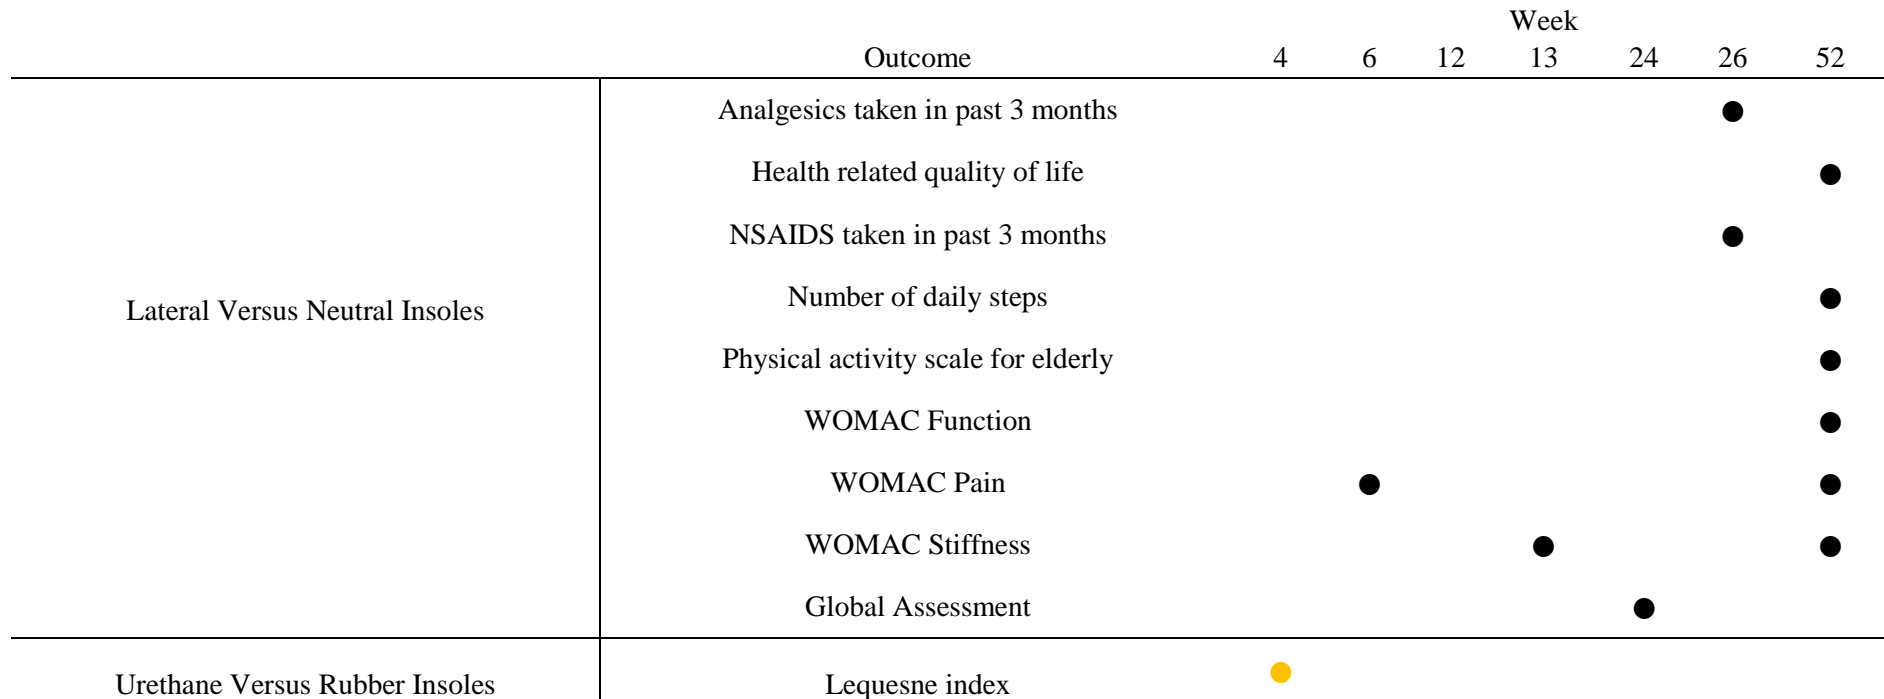 Week
Outcome 4 6 12 13 24 26 52
Analgesics taken in past 3 months
Health related quality of life
NSAIDS taken in past 3 months
Number of daily steps
Lateral Versus Neutral Insoles
Physical activity scale for elderly
WOMAC Function
WOMAC Pain
WOMAC Stiffness
Global Assessment
Urethane Versus Rubber Insoles Lequesne index